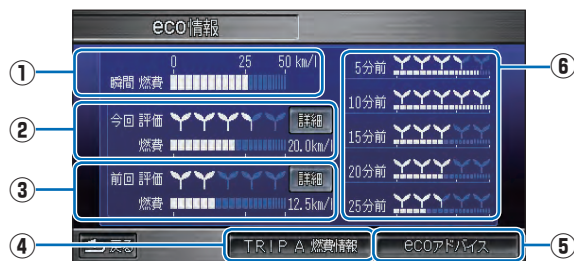 eco情報
① 0 25 50 km/l
瞬間 燃費
② 今回 評価 詳細
燃費 20.0km/l
③ 前回 評価 詳細
燃費 12.5km/l
⑥ 5分前
10分前
15分前
20分前
25分前
④ 戻る TRIP A 燃費情報 ecoアドバイス ⑤